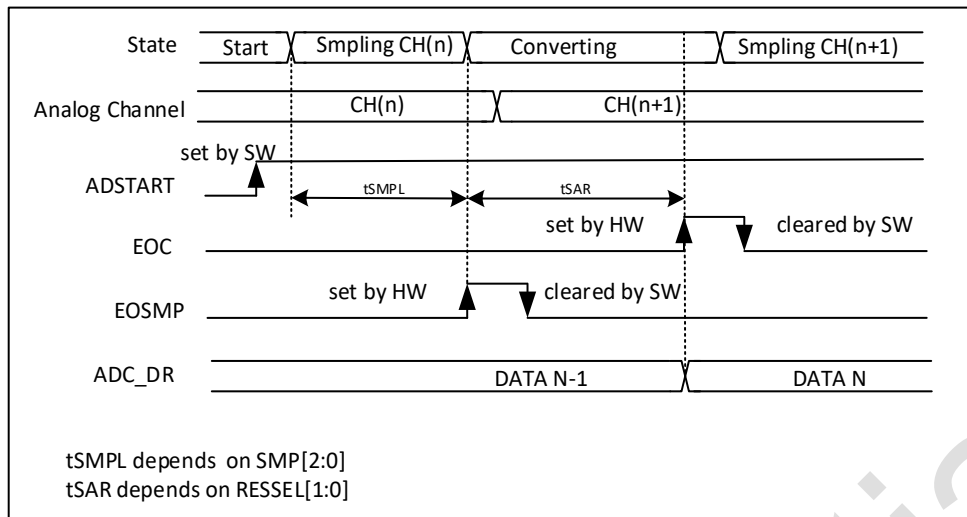 State Start Smpling CH(n) Converting Smpling CH(n+1)
Analog Channel CH(n) CH(n+1)
set by SW
ADSTART
tSMPL tSAR
set by HW cleared by SW
EOC
set by HW cleared by SW
EOSMP
ADC_DR DATA N-1 DATA N
tSMPL depends on SMP[2:0]
tSAR depends on RESSEL[1:0]